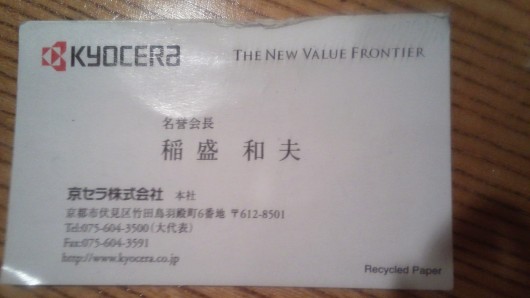 KYOCERA
THE NEW VALUE FRONTIER
名誉会長
稲盛 和夫
京セラ株式会社 本社
京都市伏見区竹田鳥羽殿町6番地 〒612-8501
Tel:075-604-3500(大代表)
Fax:075-604-3591
http://www.kyocera.co.jp
Recycled Paper